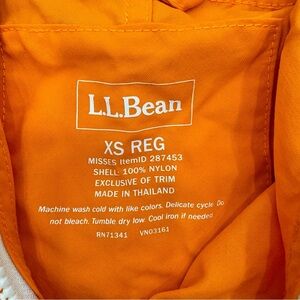 L.L.Bean
XS REG
MISSES ItemID 287453
SHELL: 100% NYLON
EXCLUSIVE OF TRIM
MADE IN THAILAND
Machine wash cold with like colors. Delicate cycle. Do
not bleach. Tumble dry low. Cool iron if needed
RN71341 VN03161